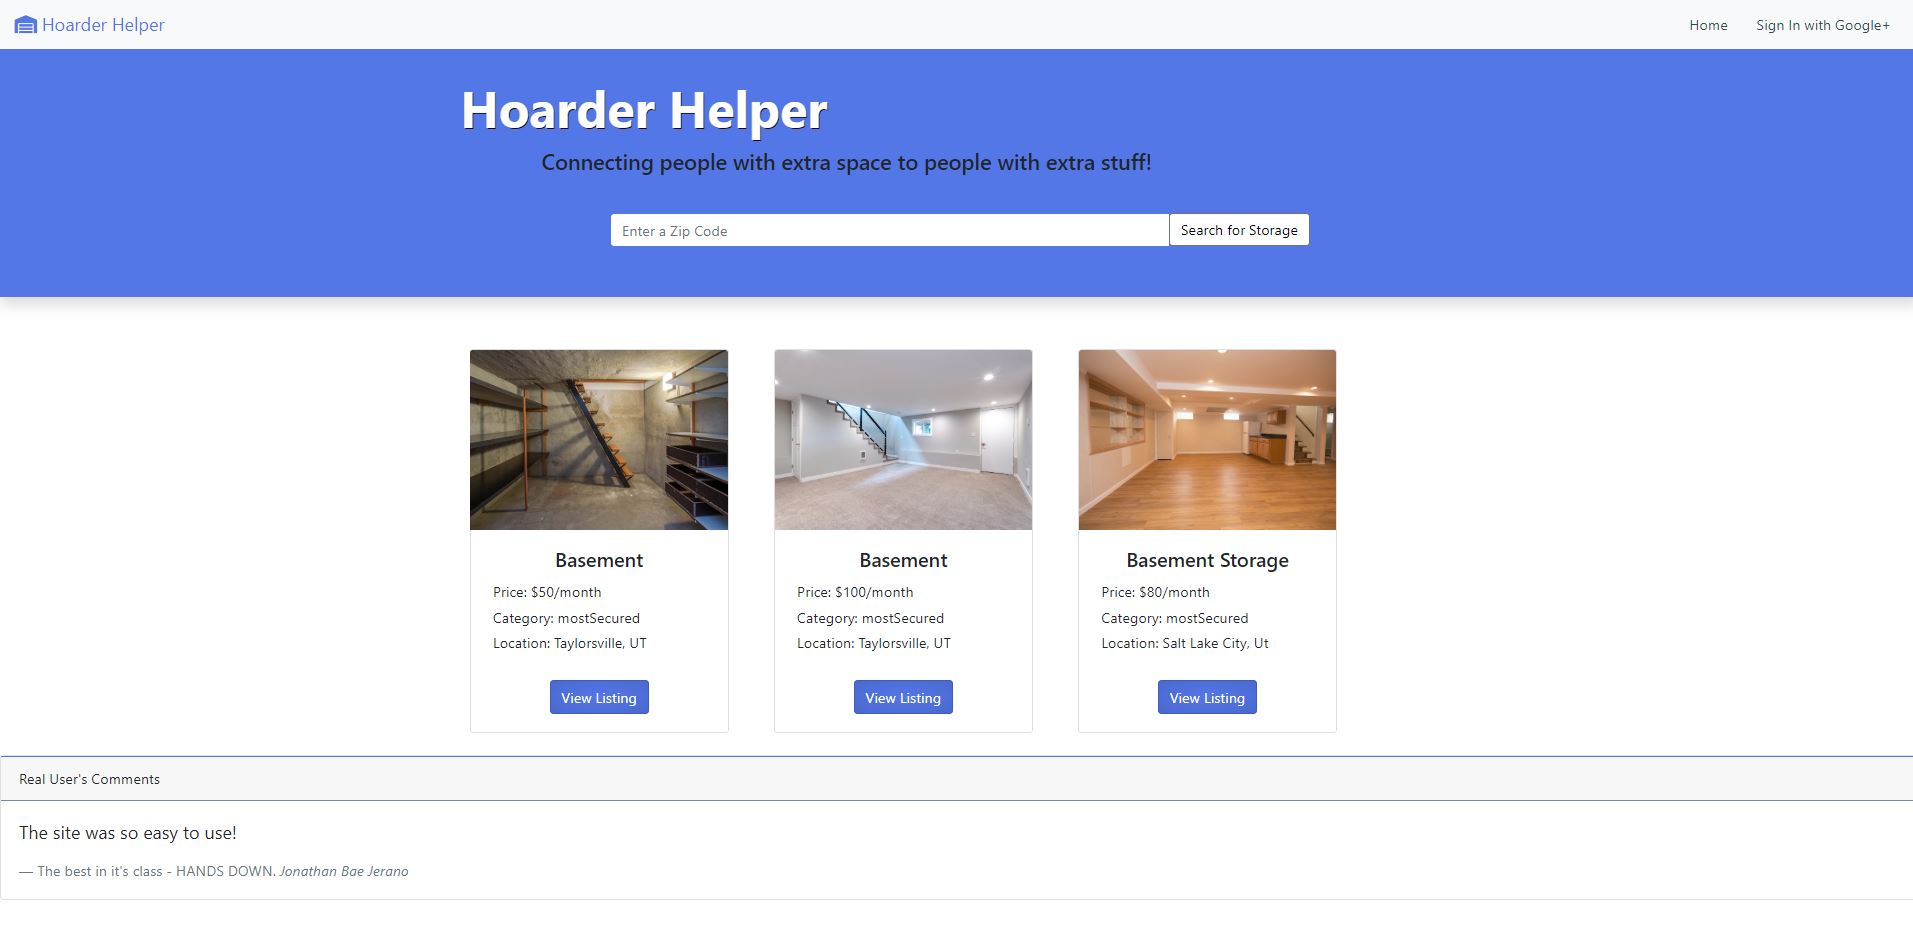 Hoarder Helper
Home
Sign In with Google+
Hoarder Helper
Connecting people with extra space to people with extra stuff!
Enter a Zip Code
Search for Storage
Basement
Price: $50/month
Category: mostSecured
Location: Taylorsville, UT
View Listing
Basement
Price: $100/month
Category: mostSecured
Location: Taylorsville, UT
View Listing
Basement Storage
Price: $80/month
Category: mostSecured
Location: Salt Lake City, Ut
View Listing
Real User's Comments
The site was so easy to use!
— The best in it's class - HANDS DOWN. Jonathan Bae Jerano